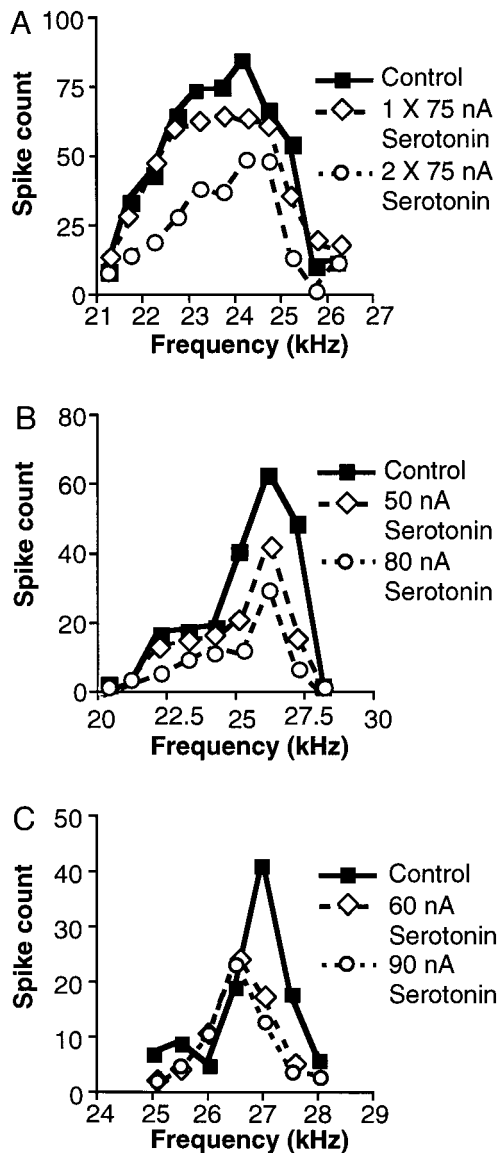 A
100
75
50
25
0
Spike count
21
22
23
24
25
26
27
Frequency (kHz)
Control
1 X 75 nA
Serotonin
2 X 75 nA
Serotonin
B
80
60
40
20
0
Spike count
20
22.5
25
27.5
30
Frequency (kHz)
Control
50 nA
Serotonin
80 nA
Serotonin
C
50
40
30
20
10
0
Spike count
24
25
26
27
28
29
Frequency (kHz)
Control
60 nA
Serotonin
90 nA
Serotonin